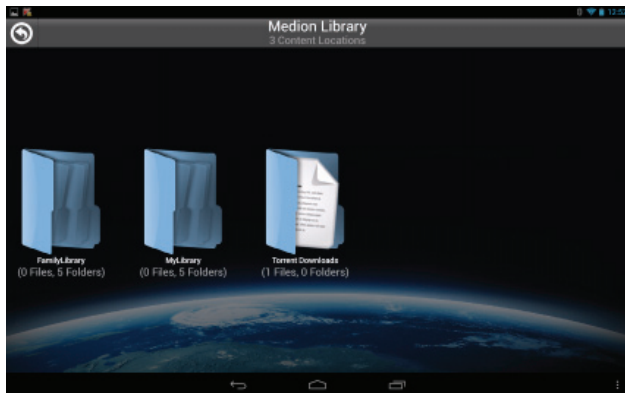 Medion Library
3 Content Locations
FamilyLibrary
(0 Files, 5 Folders)
MyLibrary
(0 Files, 5 Folders)
Torrent Downloads
(1 Files, 0 Folders)